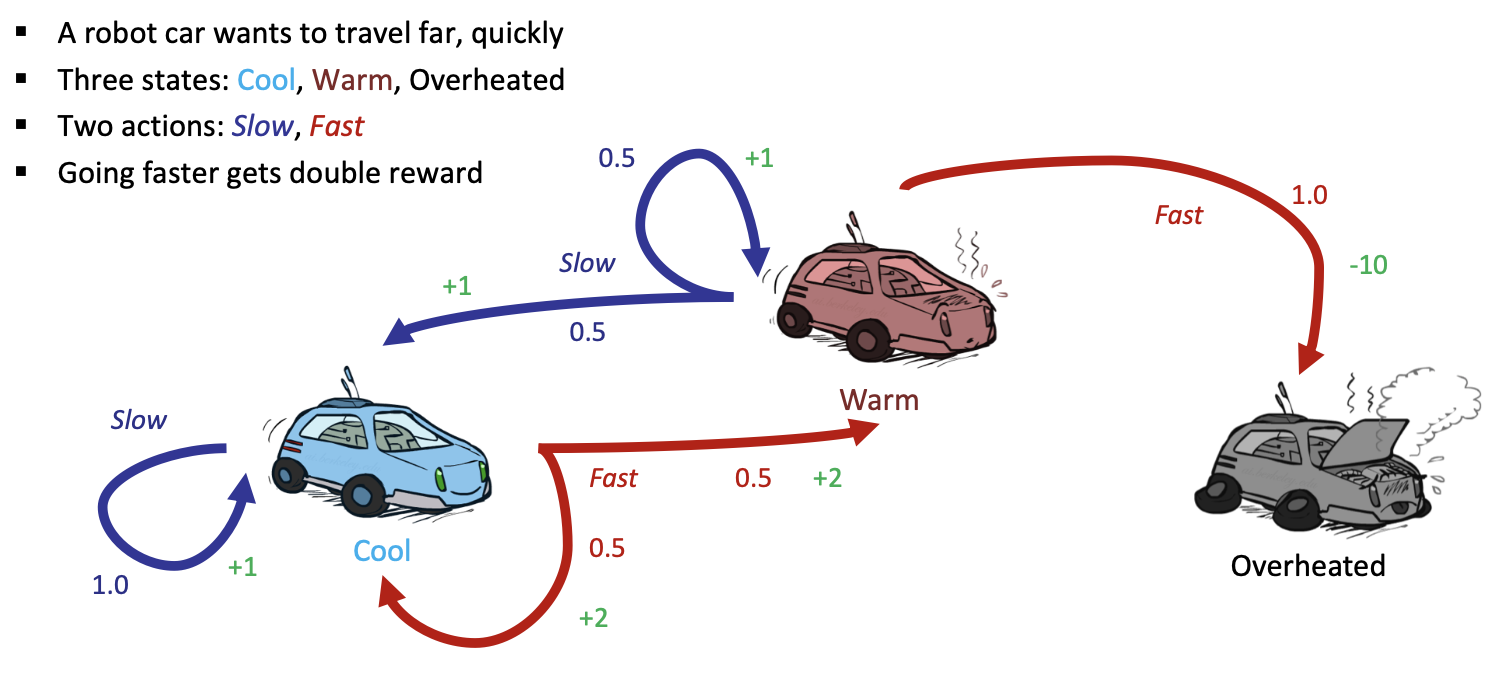 ▪ A robot car wants to travel far, quickly
▪ Three states: Cool, Warm, Overheated
▪ Two actions: Slow, Fast
▪ Going faster gets double reward
0.5
+1
Slow
+1
0.5
Fast
1.0
-10
Warm
Slow
1.0
+1
Cool
Fast
0.5
+2
0.5
+2
Overheated